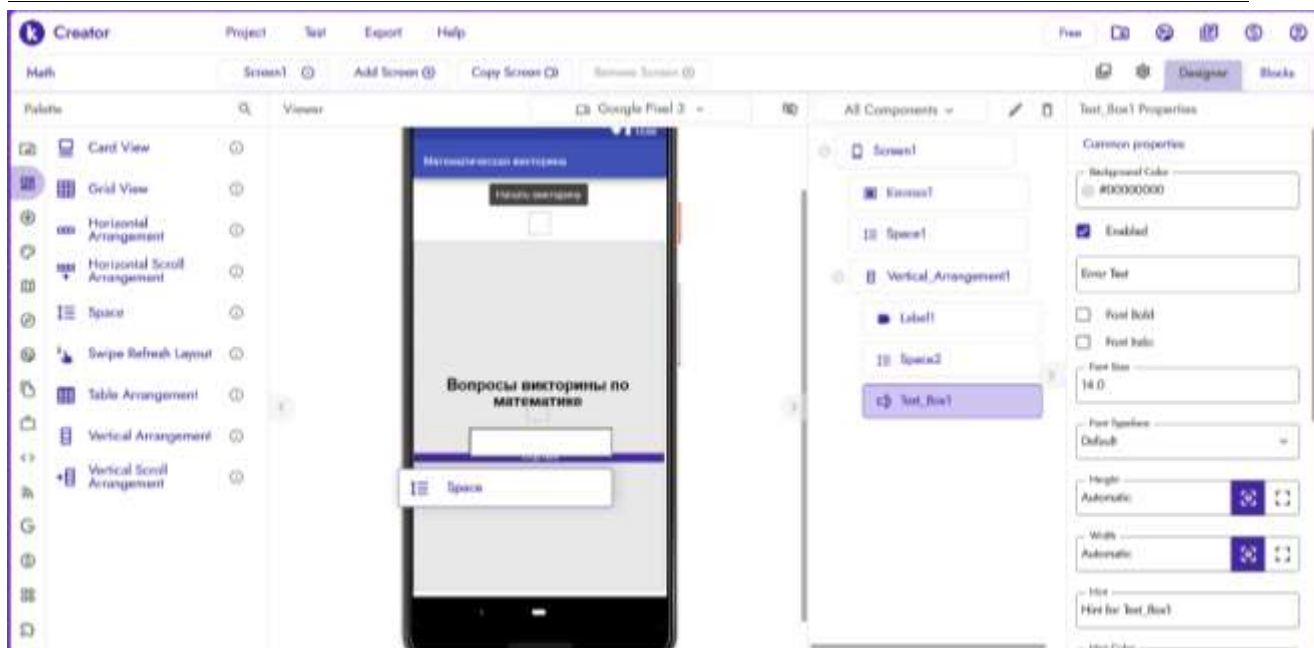 Creator
Project Test Export Help
Free
Math
Screen1
Add Screen
Copy Screen
Remove Screen
Designer
Blocks
Palette
Viewer
Google Pixel 3
All Components
Text_Box1 Properties
Card View
Grid View
Horizontal
Arrangement
Horizontal Scroll
Arrangement
Space
Swipe Refresh Layout
Table Arrangement
Vertical Arrangement
Vertical Scroll
Arrangement
Математическая викторина
Начать викторину
Вопросы викторины по
математике
Space
Screen1
Кнопка1
Space1
Vertical_Arrangement1
Label1
Space2
Text_Box1
Common properties
Background Color
#00000000
Enabled
Error Text
Font Bold
Font Italic
Font Size
14.0
Font Typeface
Default
Height
Automatic
Width
Automatic
Hint
Hint for Text_Box1